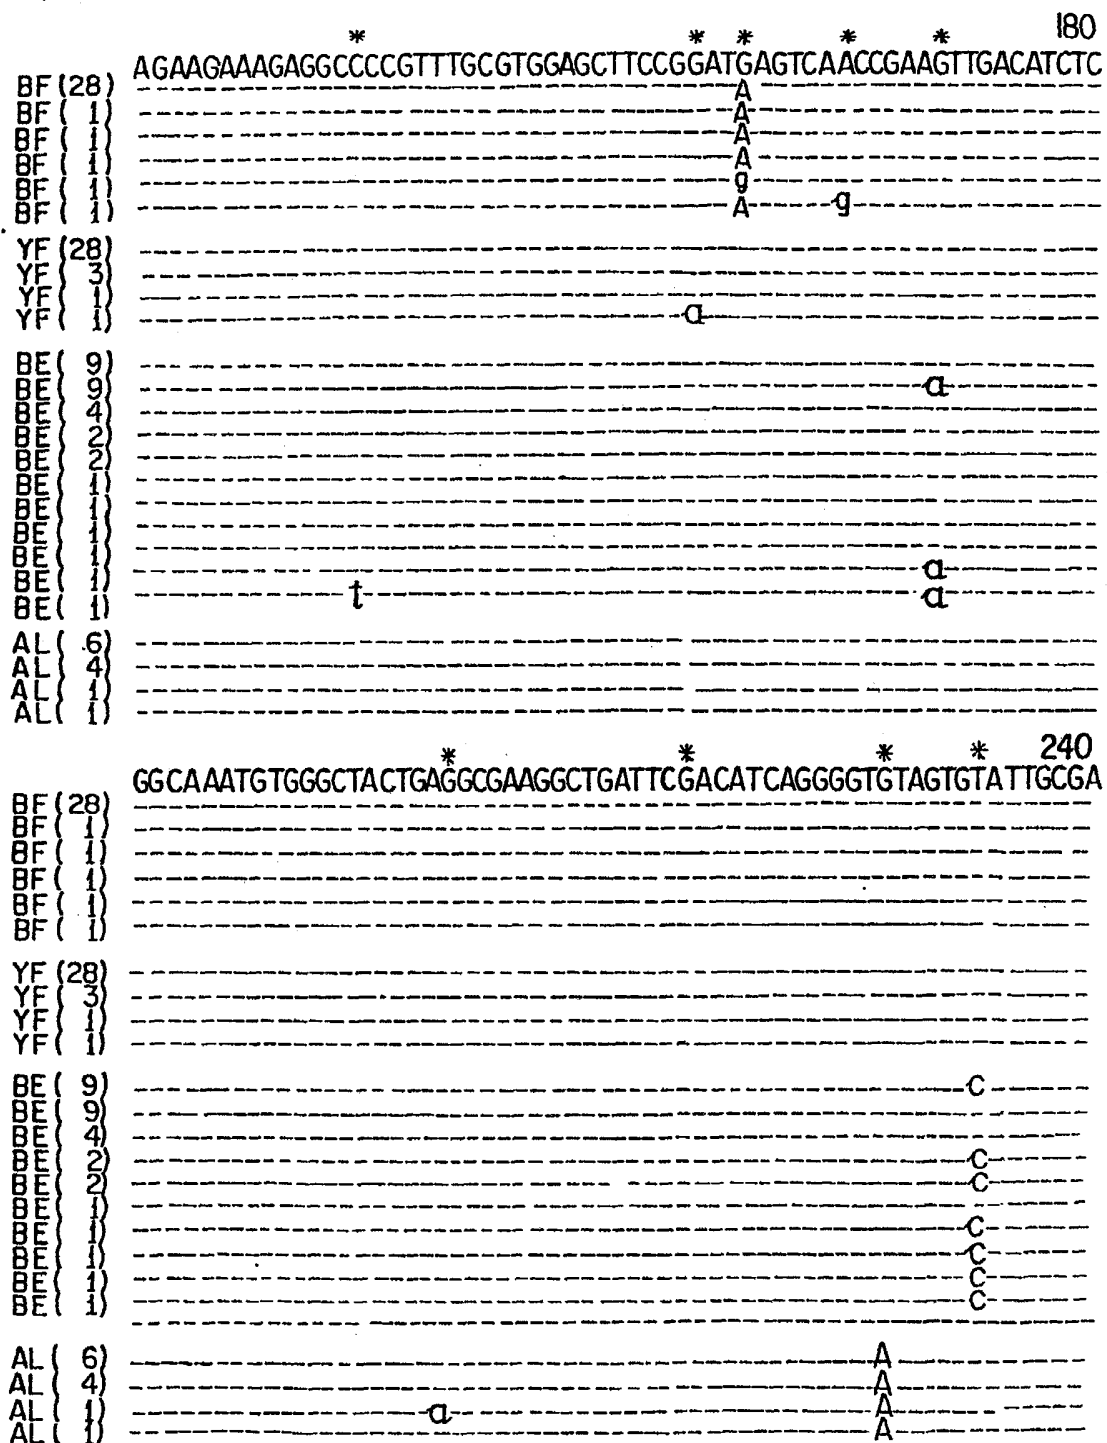 * * * * * 180
AGAAGAAAGAGGCCCCGTTTGCGTGGAGCTTCCGGATGAGTCAACCGAAGTTGACATCTC
BF (28) A
BF ( 1) A
BF ( 1) A
BF ( 1) A
BF ( 1) g
BF ( 1) A g
YF (28)
YF ( 3)
YF ( 1)
YF ( 1) a
BE ( 9)
BE ( 9) a
BE ( 4)
BE ( 2)
BE ( 2)
BE ( 1)
BE ( 1)
BE ( 1)
BE ( 1)
BE ( 1) a
BE ( 1) t a
AL ( 6)
AL ( 4)
AL ( 1)
AL ( 1)
* * * * 240
GGCAAATGTGGGCTACTGAGGCGAAGGCTGATTCGACATCAGGGGTGTAGTGTATTGCGA
BF (28)
BF ( 1)
BF ( 1)
BF ( 1)
BF ( 1)
BF ( 1)
YF (28)
YF ( 3)
YF ( 1)
YF ( 1)
BE ( 9) C
BE ( 9)
BE ( 4)
BE ( 2) C
BE ( 2) C
BE ( 1)
BE ( 1) C
BE ( 1) C
BE ( 1) C
BE ( 1) C
AL ( 6) A
AL ( 4) A
AL ( 1) a A
AL ( 1) A